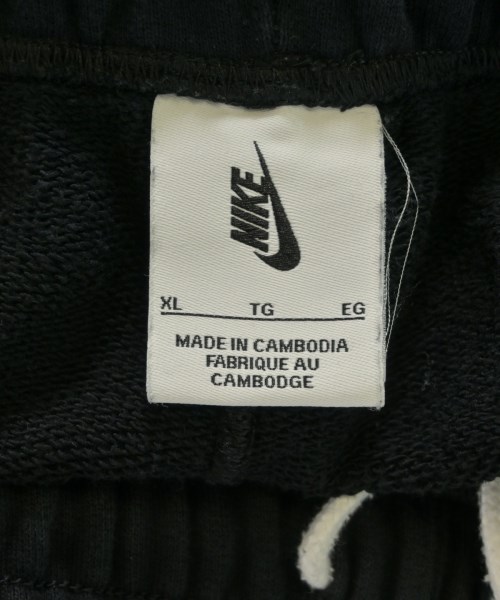 NIKE
XL TG EG
MADE IN CAMBODIA
FABRIQUE AU
CAMBODGE